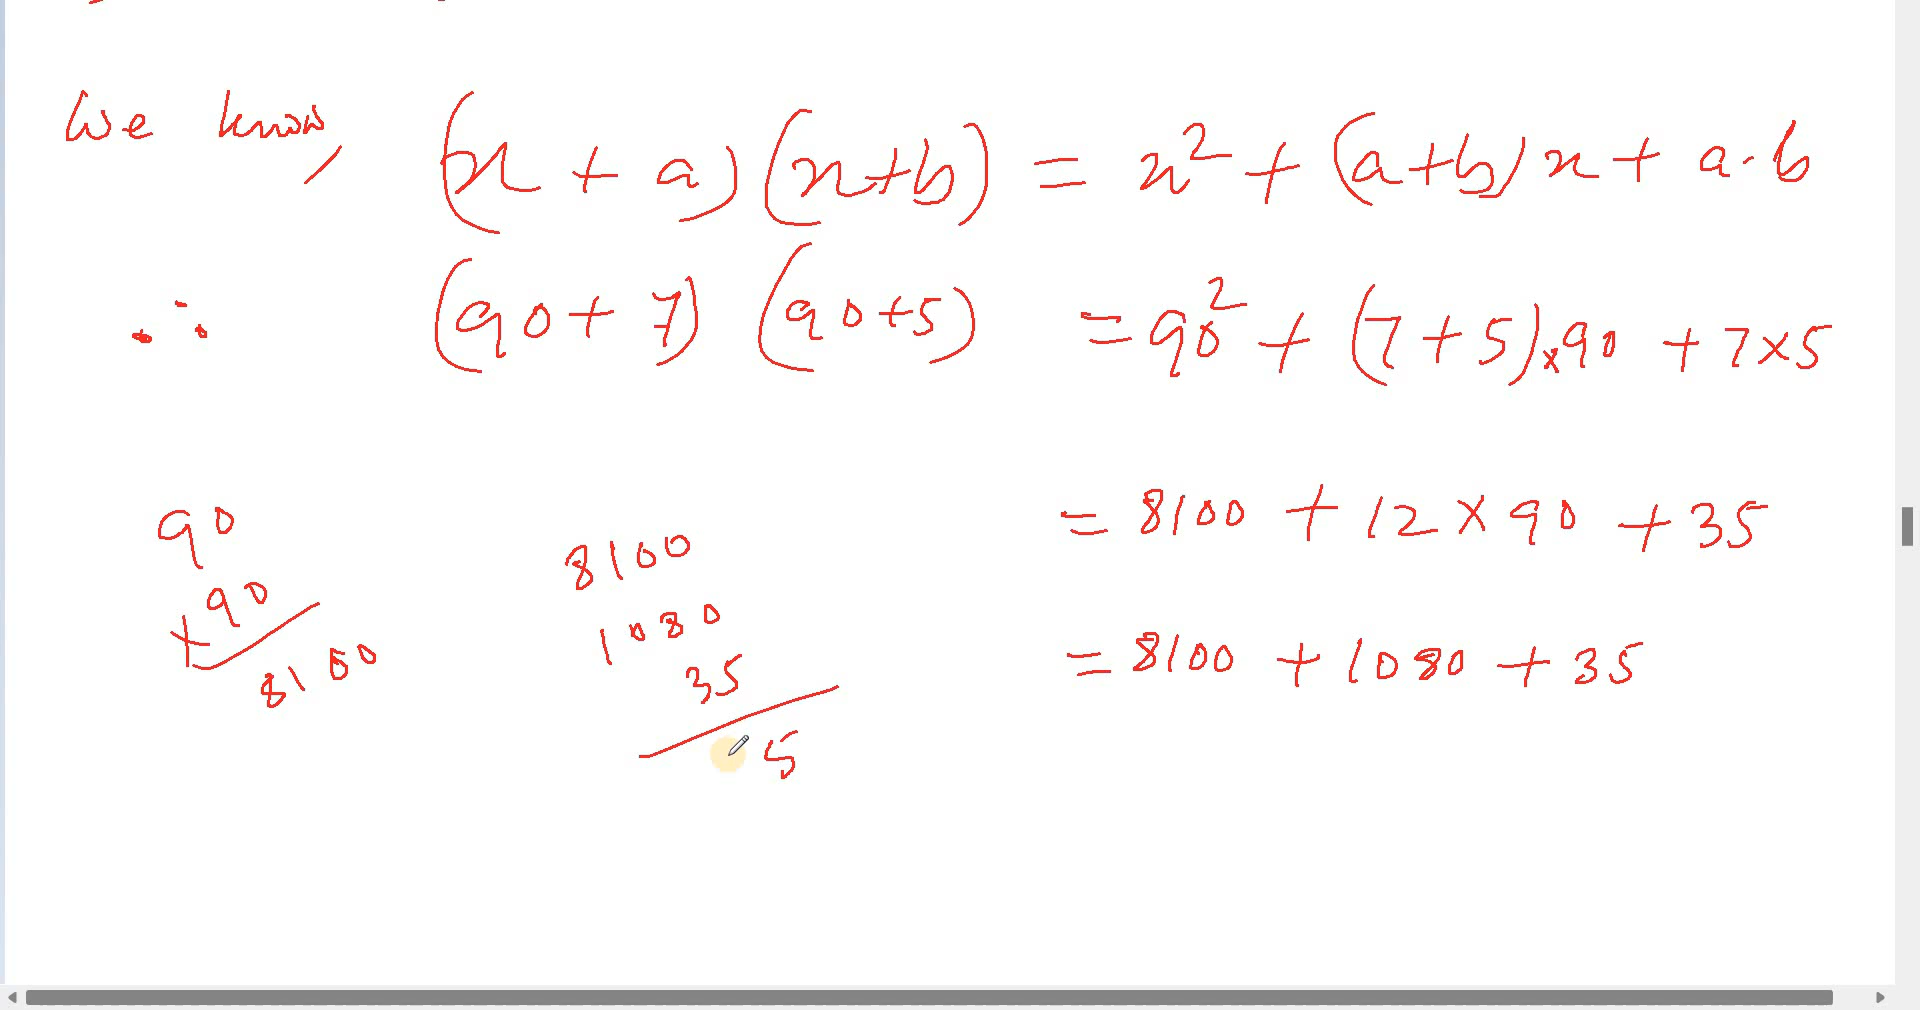 We know, (x + a) (x+b) = x² + (a+b) x + a·b
∴ (90 + 7) (90+5) = 90² + (7+5)×90 + 7×5
= 8100 + 12 × 90 + 35
= 8100 + 1080 + 35
90
×90
8100
8100
1080
35
5